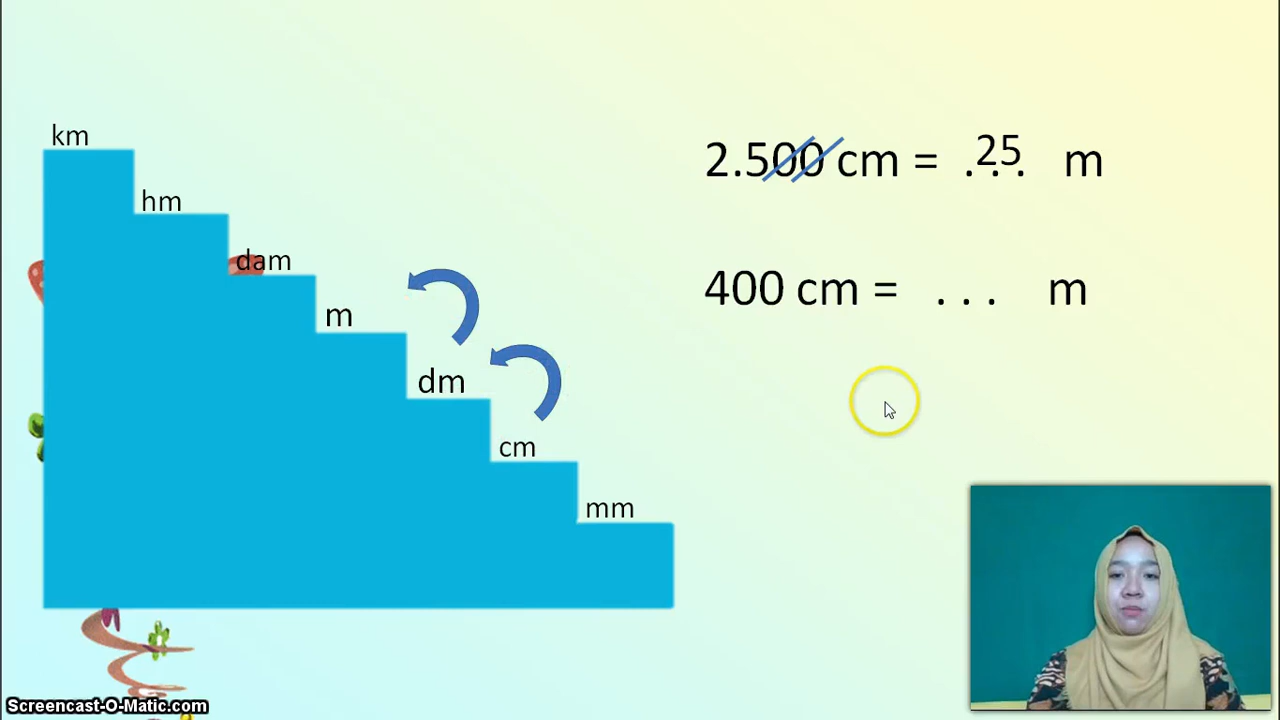 km
hm
dam
m
dm
cm
mm
2.500 cm = . . . 25 m
400 cm = . . . m
Screencast-O-Matic.com